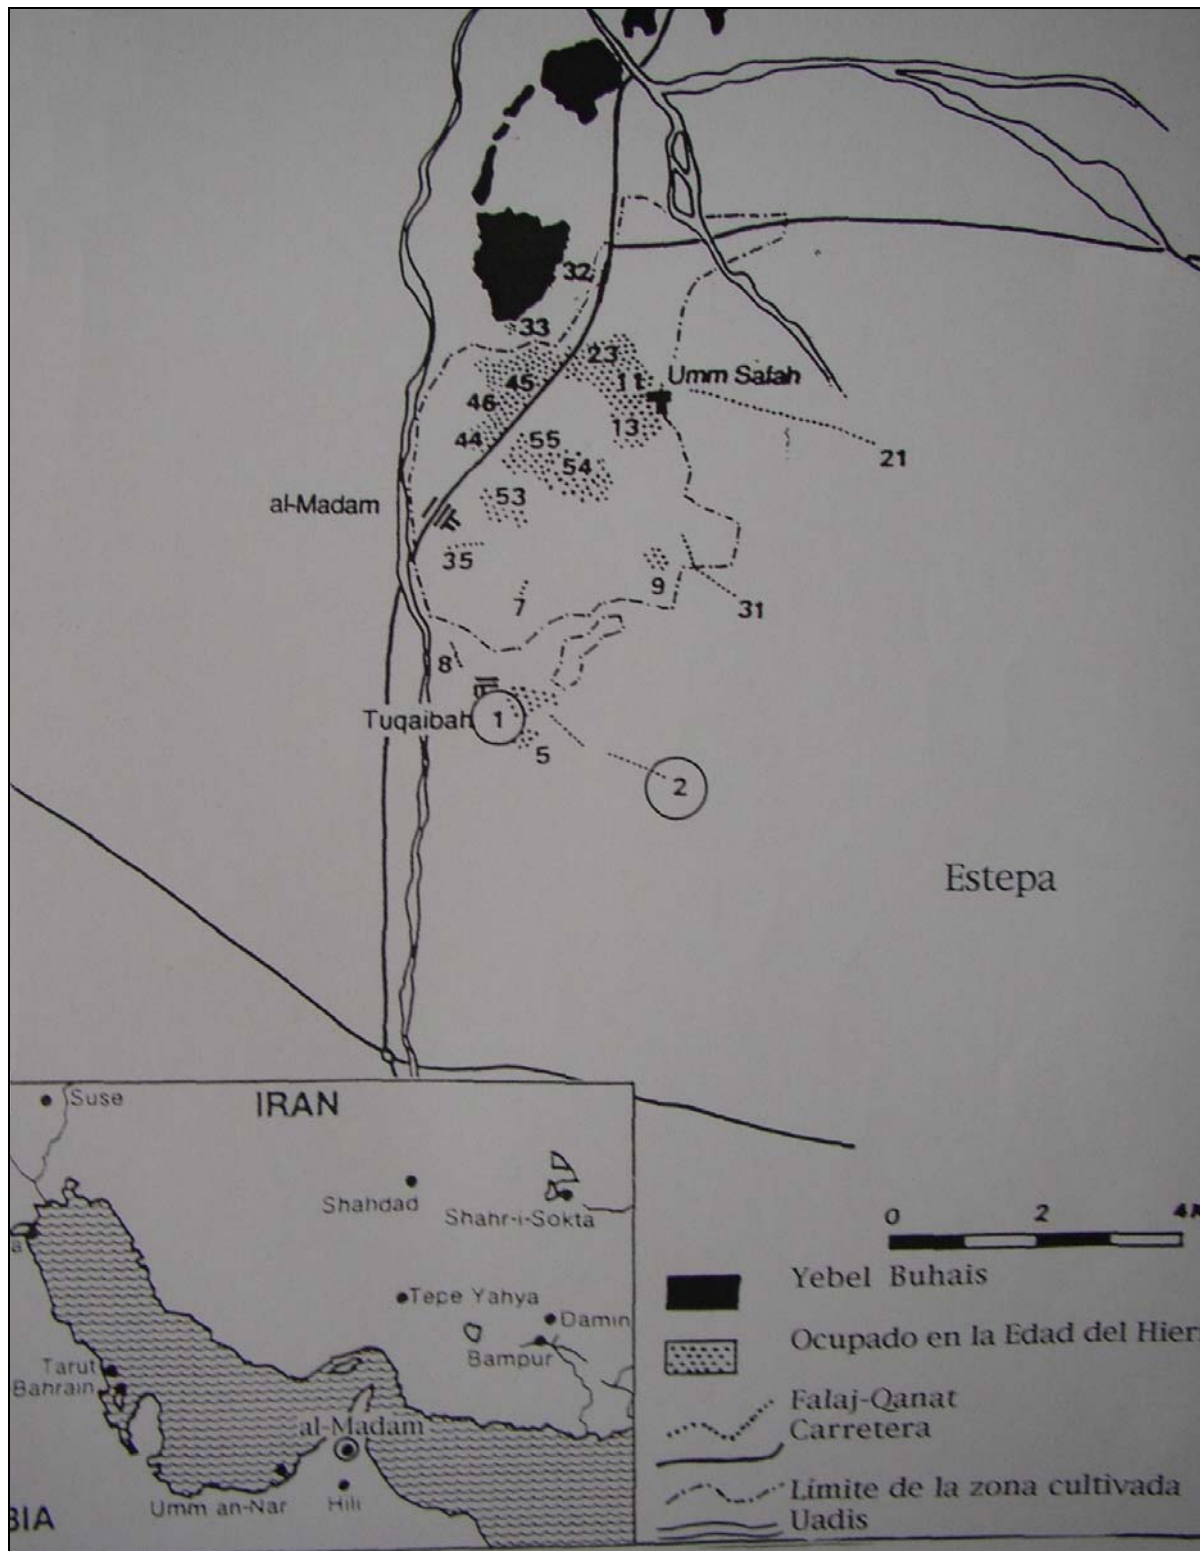 32
33
23
45
11
Umm Safah
46
13
44
55
21
54
53
al-Madam
35
9
7
31
8
Tuqaibah 1
5
2
Estepa
Suse
IRAN
Shahdad
Shahr-i-Sokta
0 2 4
Tepe Yahya
Yebel Buhais
Damin
Bampur
Ocupado en la Edad del Hier
Tarut
Bahrain
Falaj-Qanat
al-Madam
Carretera
Umm an-Nar
Hili
Límite de la zona cultivada
BIA
Uadis